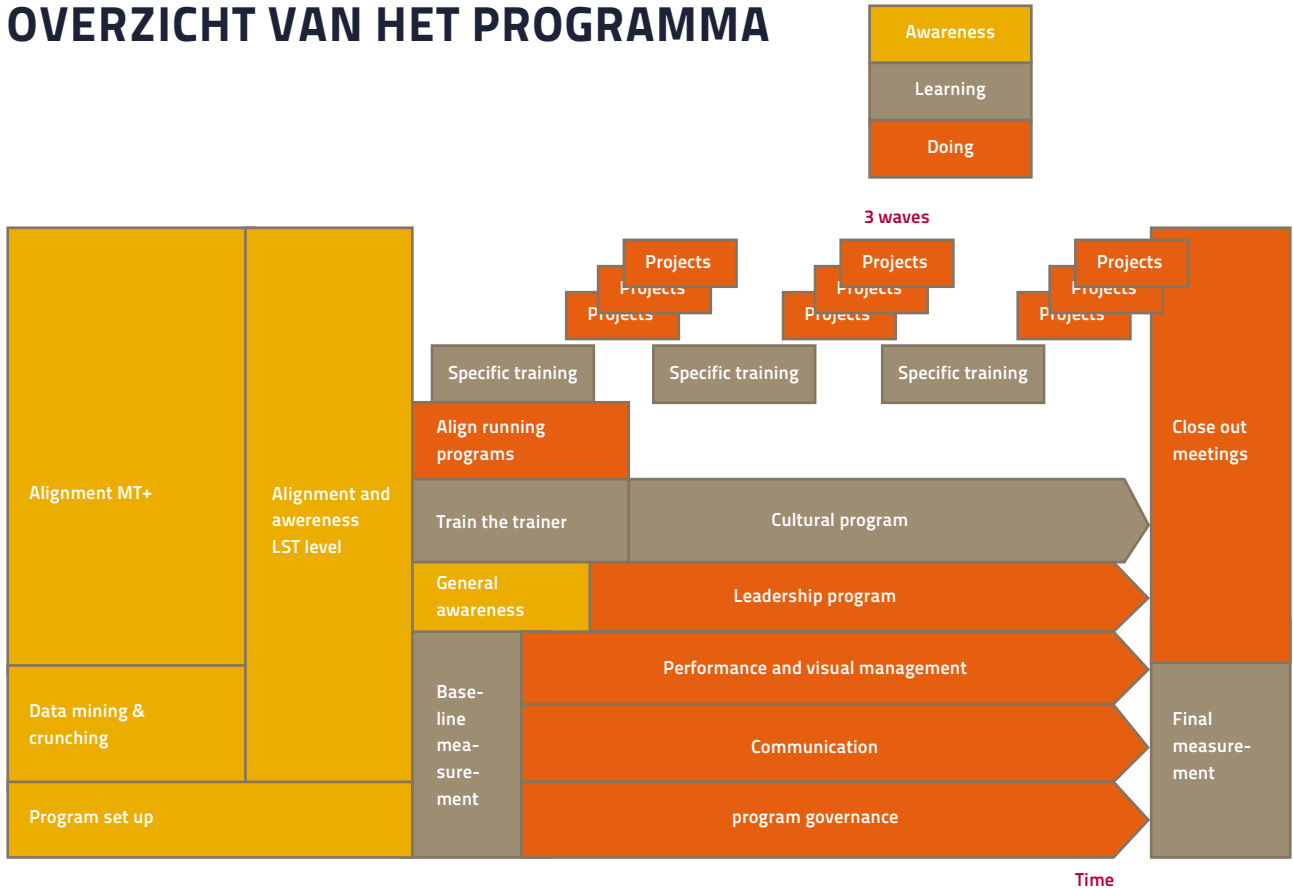 OVERZICHT VAN HET PROGRAMMA
Awareness
Learning
Doing
3 waves
Projects
Projects
Projects
Projects
Projects
Projects
Projects
Projects
Projects
Specific training
Specific training
Specific training
Align running
programs
Close out
meetings
Alignment MT+
Alignment and
awereness
LST level
Train the trainer
Cultural program
General
awareness
Leadership program
Performance and visual management
Data mining &
crunching
Base-
line
mea-
sure-
ment
Communication
Final
measure-
ment
Program set up
program governance
Time